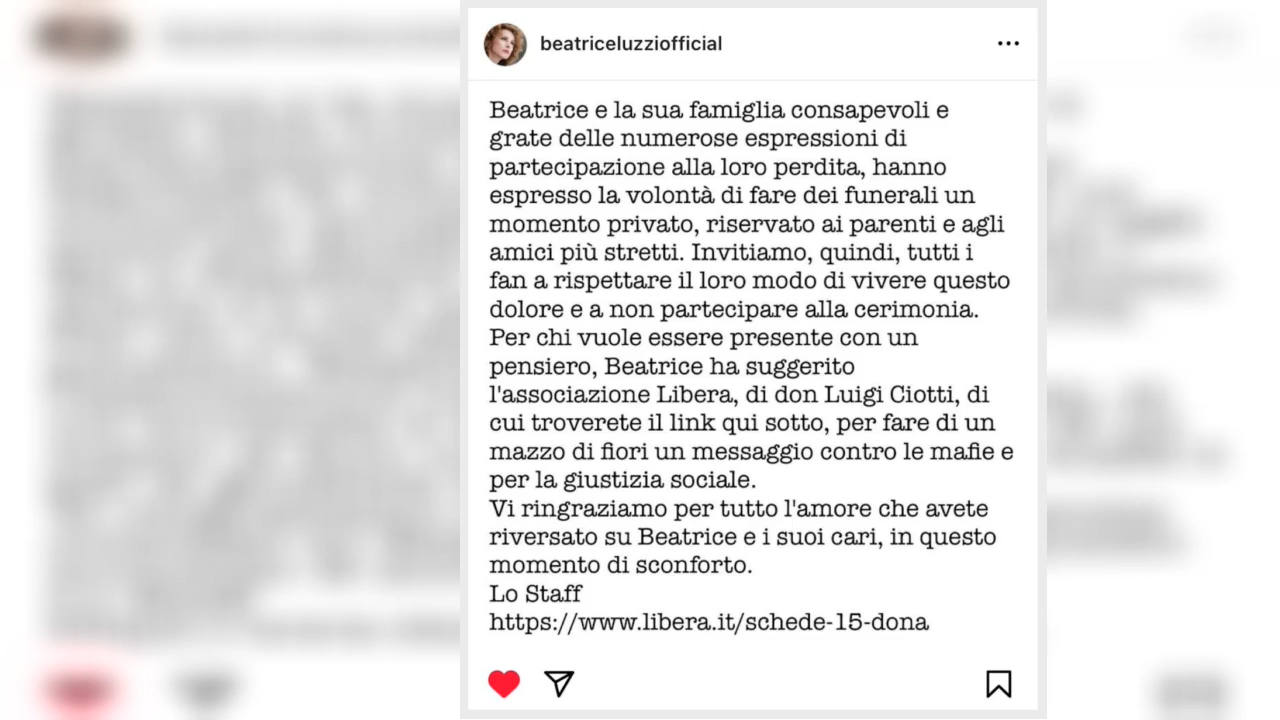 beatriceluzziofficial
Beatrice e la sua famiglia consapevoli e
grate delle numerose espressioni di
partecipazione alla loro perdita, hanno
espresso la volontà di fare dei funerali un
momento privato, riservato ai parenti e agli
amici più stretti. Invitiamo, quindi, tutti i
fan a rispettare il loro modo di vivere questo
dolore e a non partecipare alla cerimonia.
Per chi vuole essere presente con un
pensiero, Beatrice ha suggerito
l'associazione Libera, di don Luigi Ciotti, di
cui troverete il link qui sotto, per fare di un
mazzo di fiori un messaggio contro le mafie e
per la giustizia sociale.
Vi ringraziamo per tutto l'amore che avete
riversato su Beatrice e i suoi cari, in questo
momento di sconforto.
Lo Staff
https://www.libera.it/schede-15-dona